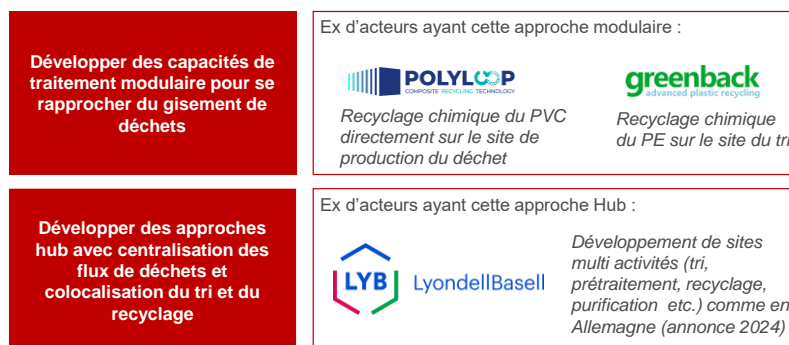 Développer des capacités de
traitement modulaire pour se
rapprocher du gisement de
déchets
Ex d’acteurs ayant cette approche modulaire :
POLYLOOP
COMPOSITE RECYCLING TECHNOLOGY
Recyclage chimique du PVC
directement sur le site de
production du déchet
greenback
advanced plastic recycling
Recyclage chimique
du PE sur le site du tri
Développer des approches
hub avec centralisation des
flux de déchets et
colocalisation du tri et du
recyclage
Ex d’acteurs ayant cette approche Hub :
LYB
LyondellBasell
Développement de sites
multi activités (tri,
prétraitement, recyclage,
purification etc.) comme en
Allemagne (annonce 2024)